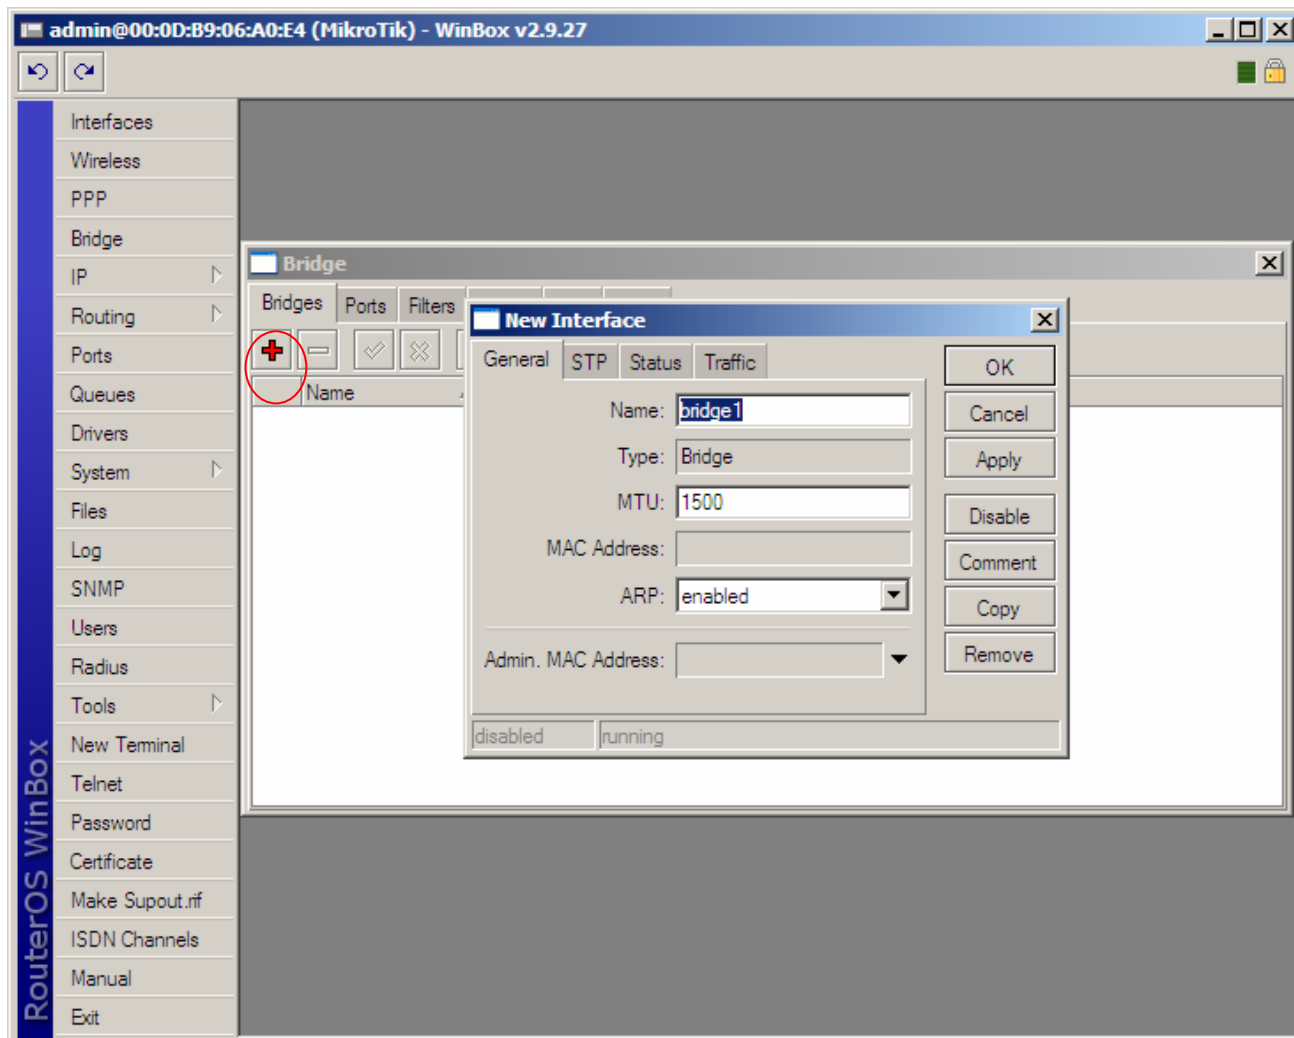 admin@00:0D:B9:06:A0:E4 (MikroTik) - WinBox v2.9.27
Interfaces
Wireless
PPP
Bridge
IP
Routing
Ports
Queues
Drivers
System
Files
Log
SNMP
Users
Radius
Tools
New Terminal
Telnet
Password
Certificate
Make Supout.rif
ISDN Channels
Manual
Exit
RouterOS WinBox
Bridge
Bridges Ports Filters
Name
New Interface
General STP Status Traffic
Name: bridge1
Type: Bridge
MTU: 1500
MAC Address:
ARP: enabled
Admin. MAC Address:
OK
Cancel
Apply
Disable
Comment
Copy
Remove
disabled running